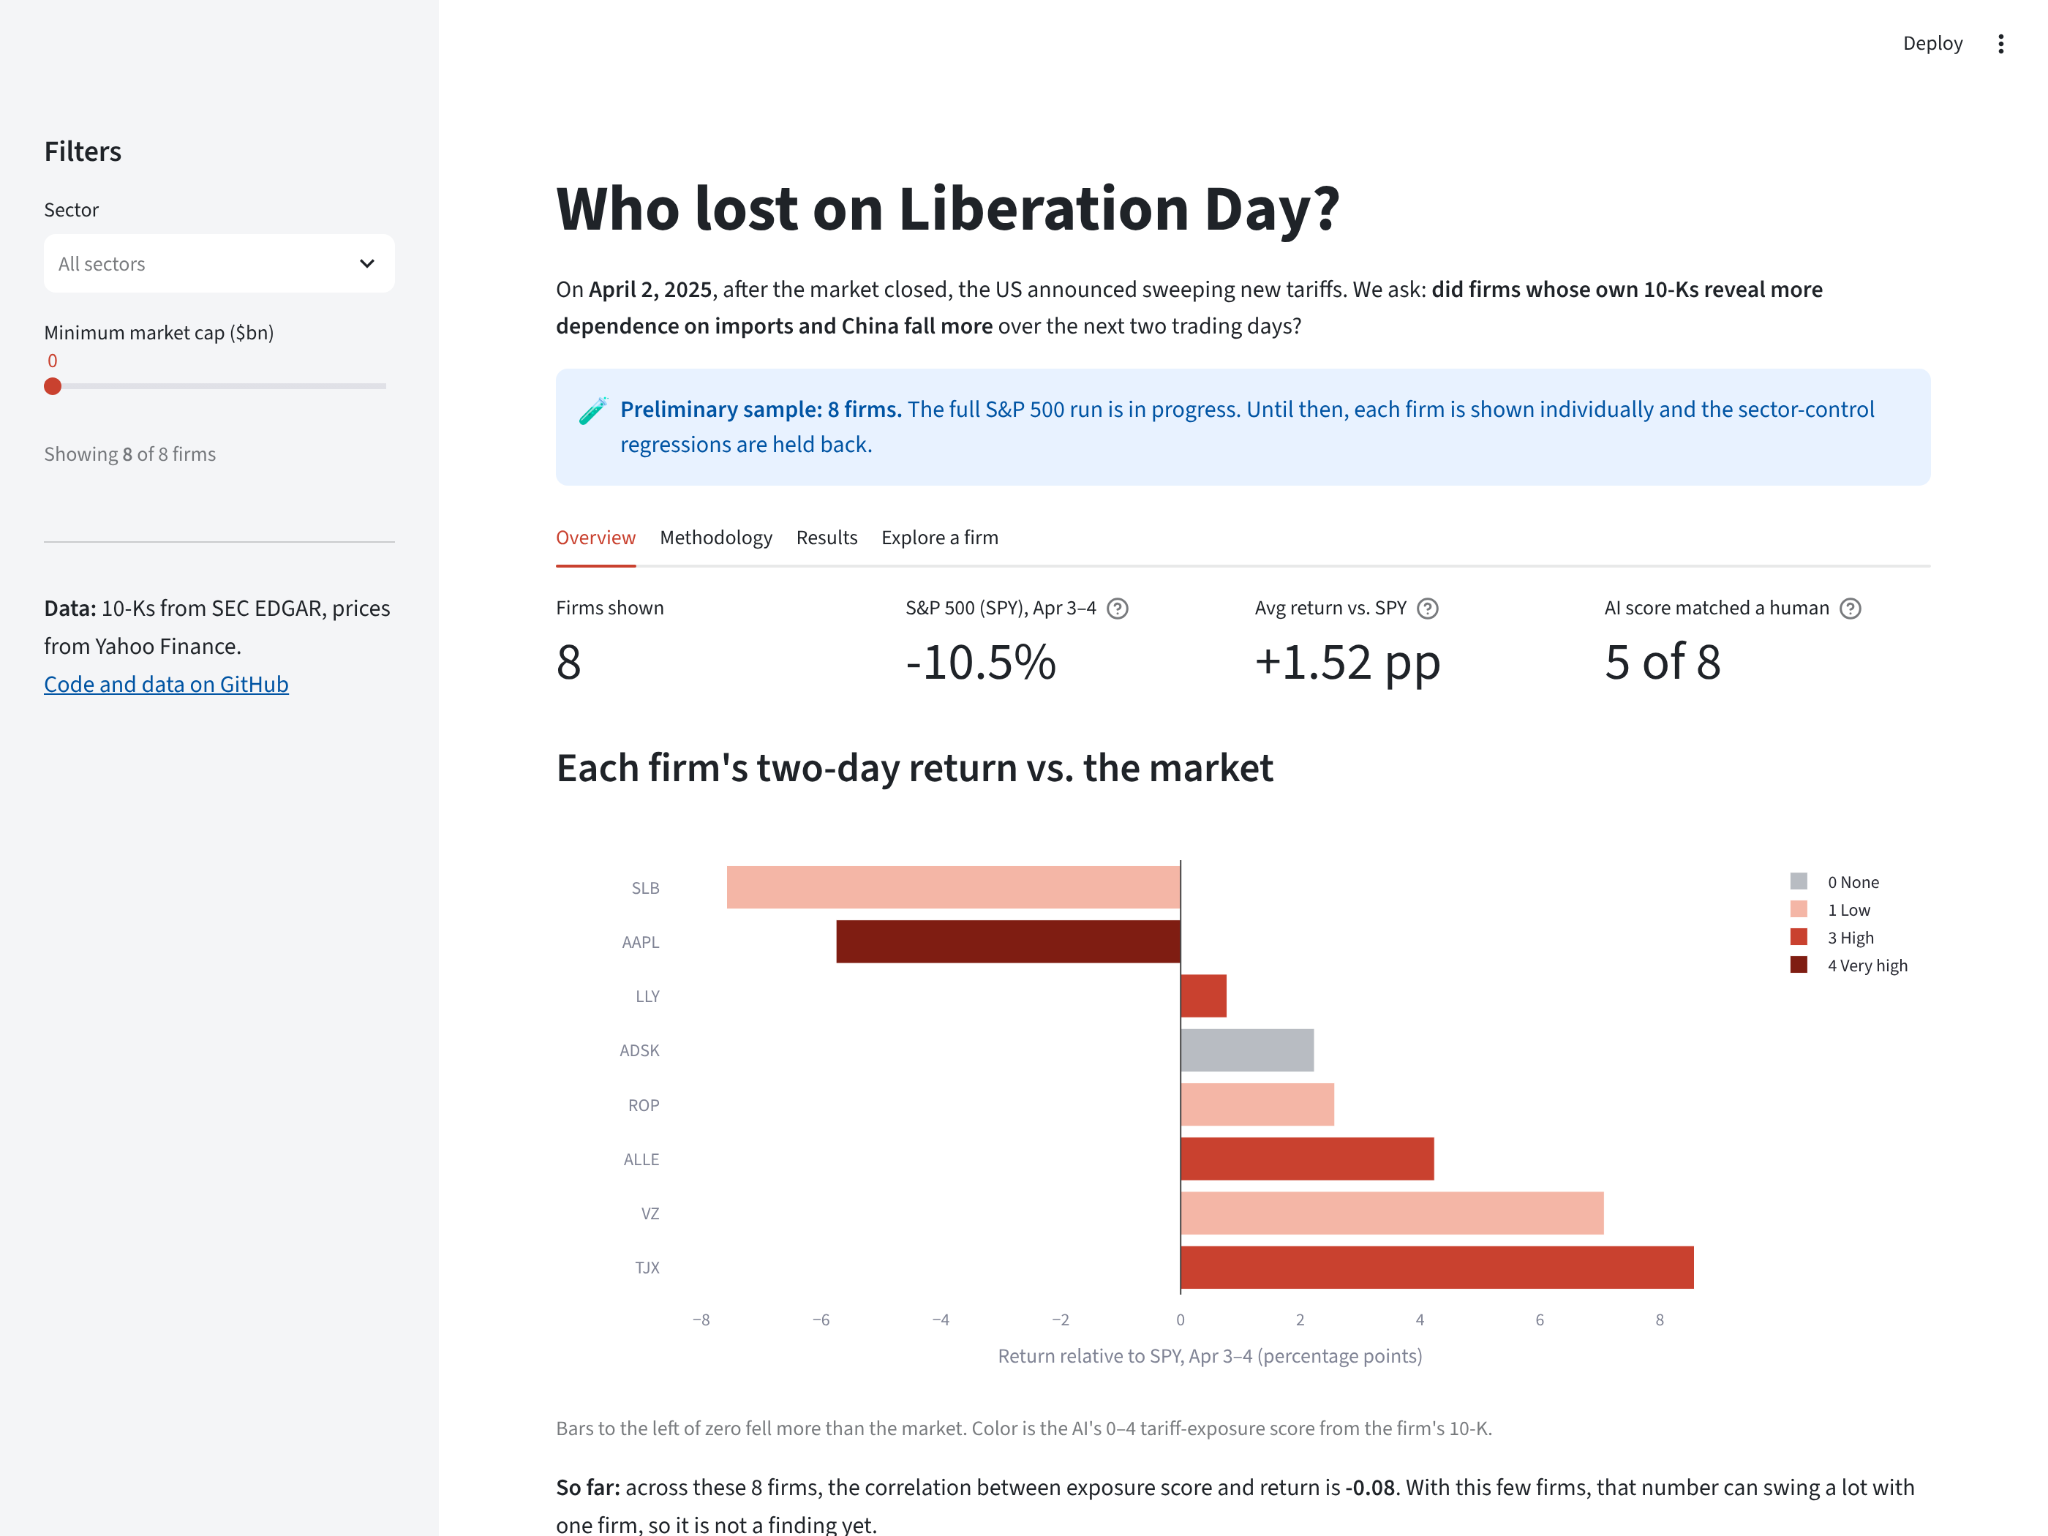 Deploy
Filters
Sector
All sectors
Minimum market cap ($bn)
0
Showing 8 of 8 firms
Data: 10-Ks from SEC EDGAR, prices
from Yahoo Finance.
Code and data on GitHub
Who lost on Liberation Day?
On April 2, 2025, after the market closed, the US announced sweeping new tariffs. We ask: did firms whose own 10-Ks reveal more
dependence on imports and China fall more over the next two trading days?
Preliminary sample: 8 firms. The full S&P 500 run is in progress. Until then, each firm is shown individually and the sector-control
regressions are held back.
Overview Methodology Results Explore a firm
Firms shown
8
S&P 500 (SPY), Apr 3–4 ?
-10.5%
Avg return vs. SPY ?
+1.52 pp
AI score matched a human ?
5 of 8
Each firm's two-day return vs. the market
SLB
AAPL
LLY
ADSK
ROP
ALLE
VZ
TJX
0 None
1 Low
3 High
4 Very high
−8 −6 −4 −2 0 2 4 6 8
Return relative to SPY, Apr 3–4 (percentage points)
Bars to the left of zero fell more than the market. Color is the AI's 0–4 tariff-exposure score from the firm's 10-K.
So far: across these 8 firms, the correlation between exposure score and return is -0.08. With this few firms, that number can swing a lot with
one firm, so it is not a finding yet.